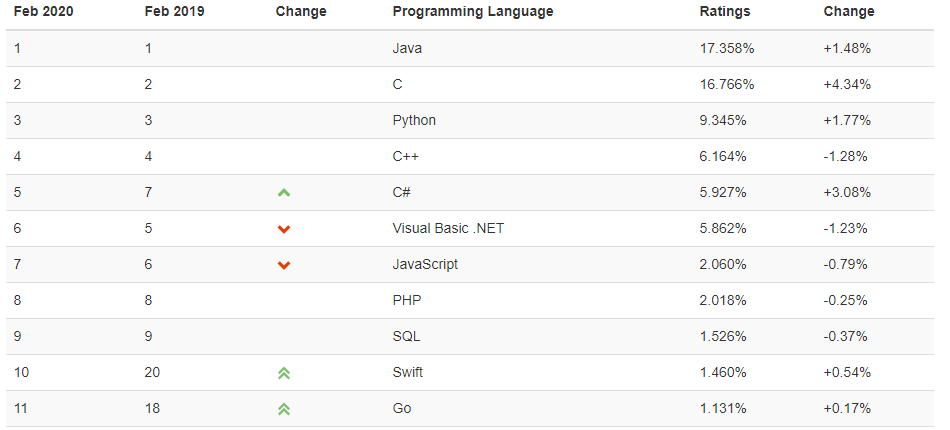 Feb 2020 Feb 2019 Change Programming Language Ratings Change
1 1 Java 17.358% +1.48%
2 2 C 16.766% +4.34%
3 3 Python 9.345% +1.77%
4 4 C++ 6.164% -1.28%
5 7 C# 5.927% +3.08%
6 5 Visual Basic .NET 5.862% -1.23%
7 6 JavaScript 2.060% -0.79%
8 8 PHP 2.018% -0.25%
9 9 SQL 1.526% -0.37%
10 20 Swift 1.460% +0.54%
11 18 Go 1.131% +0.17%